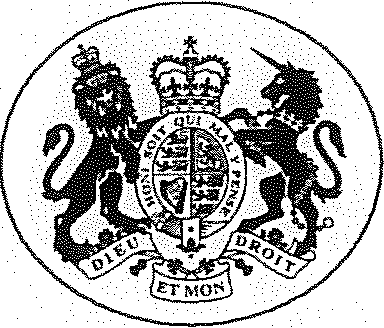 HONI SOIT QUI MAL Y PENSE
DIEU ET MON DROIT